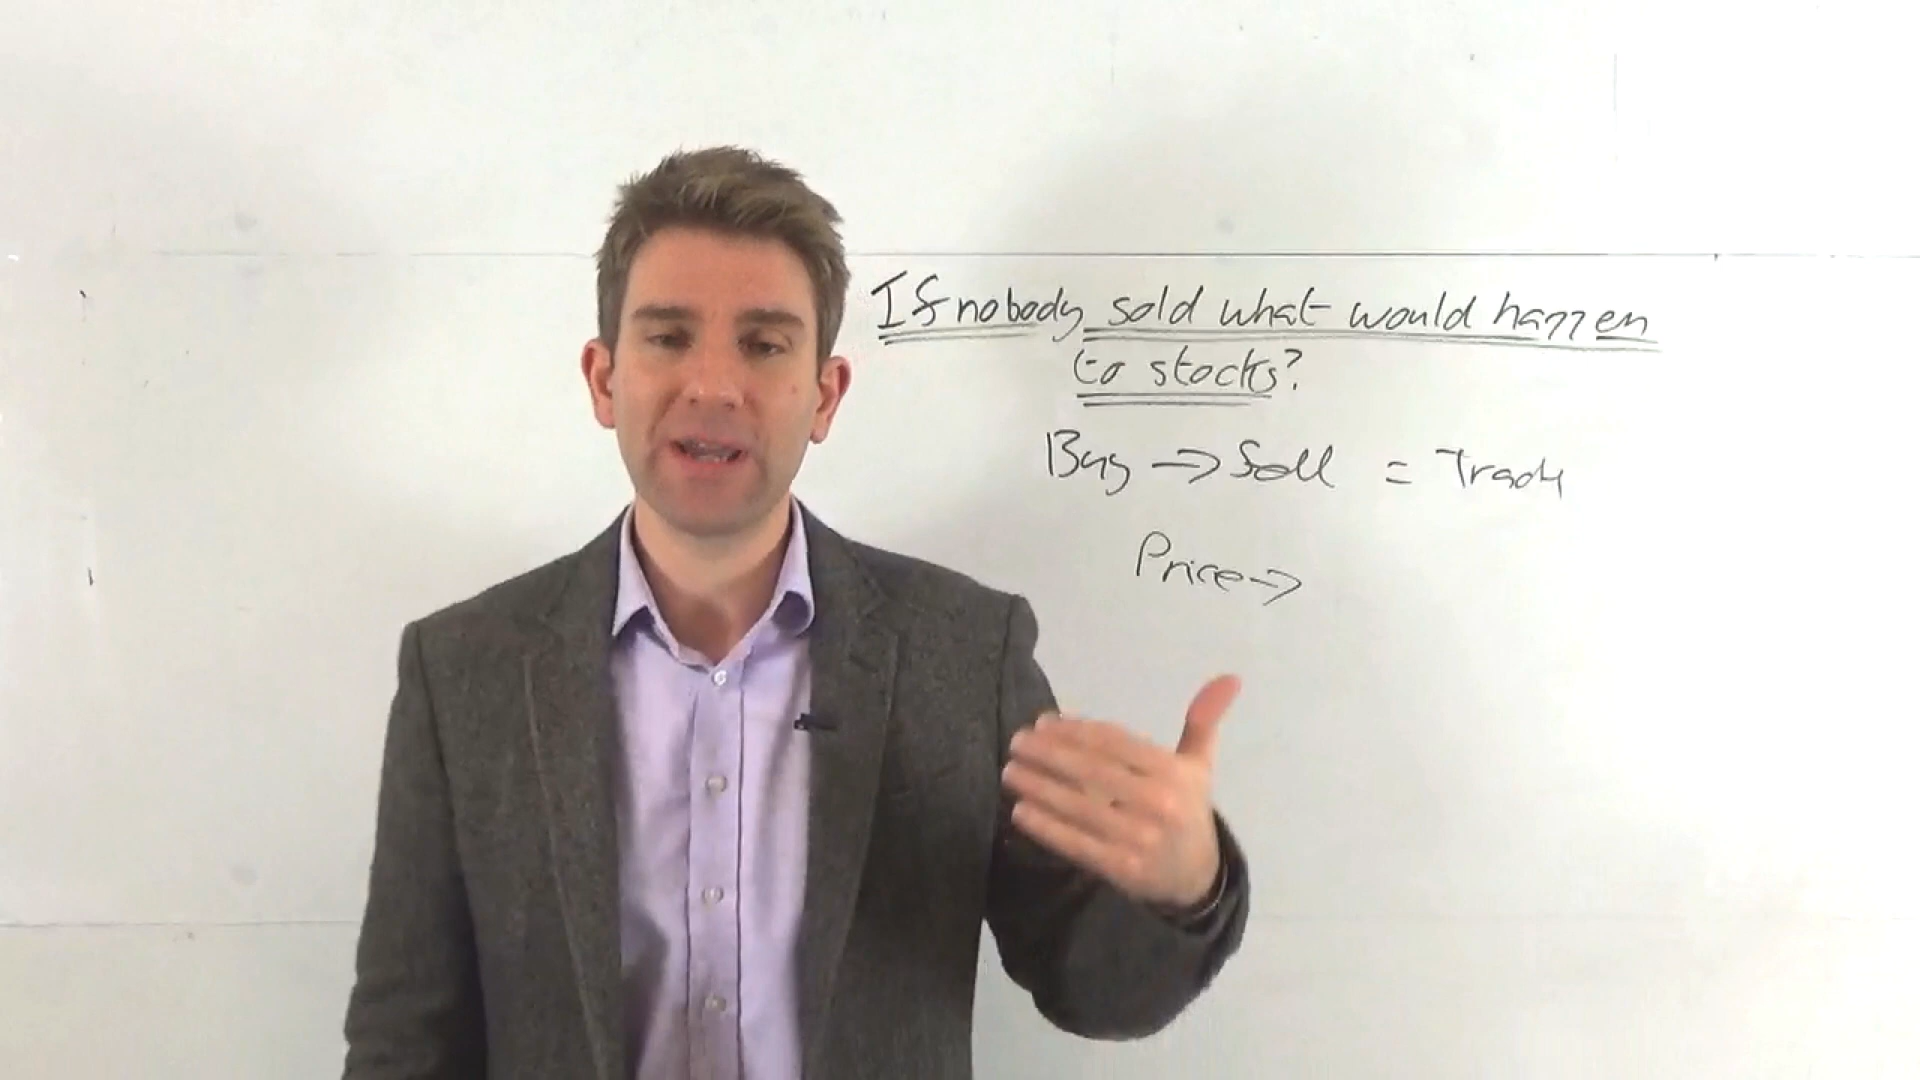 If nobody sold what would happen
to stocks?
Buy → Sell = Trade
Price →